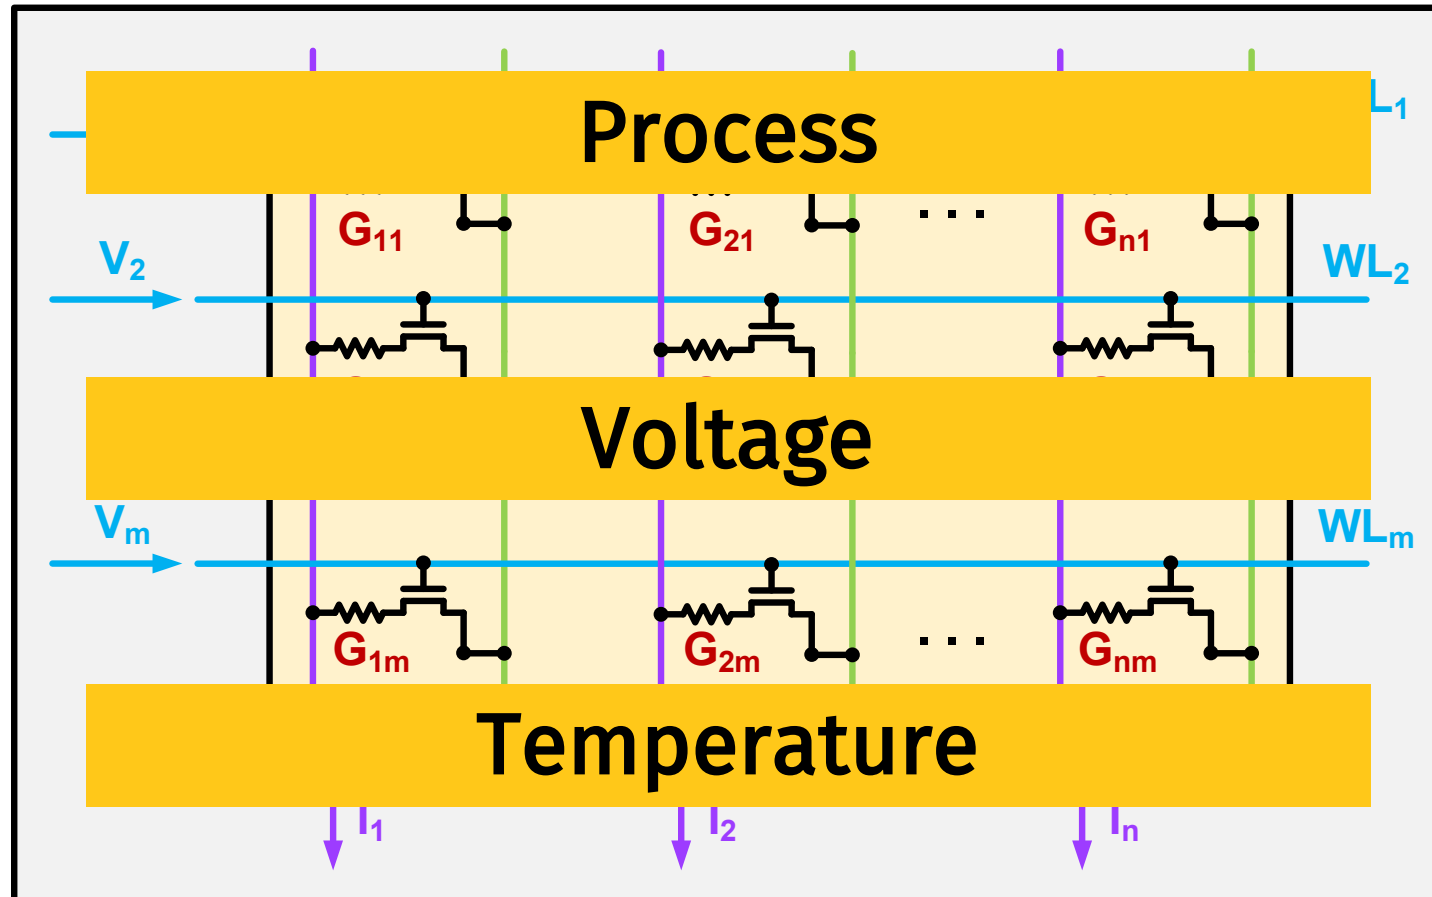 Process
L₁
G₁₁ G₂₁ . . . Gₙ₁
V₂ WL₂
Voltage
Vₘ WLₘ
G₁ₘ G₂ₘ . . . Gₙₘ
Temperature
I₁ I₂ Iₙ